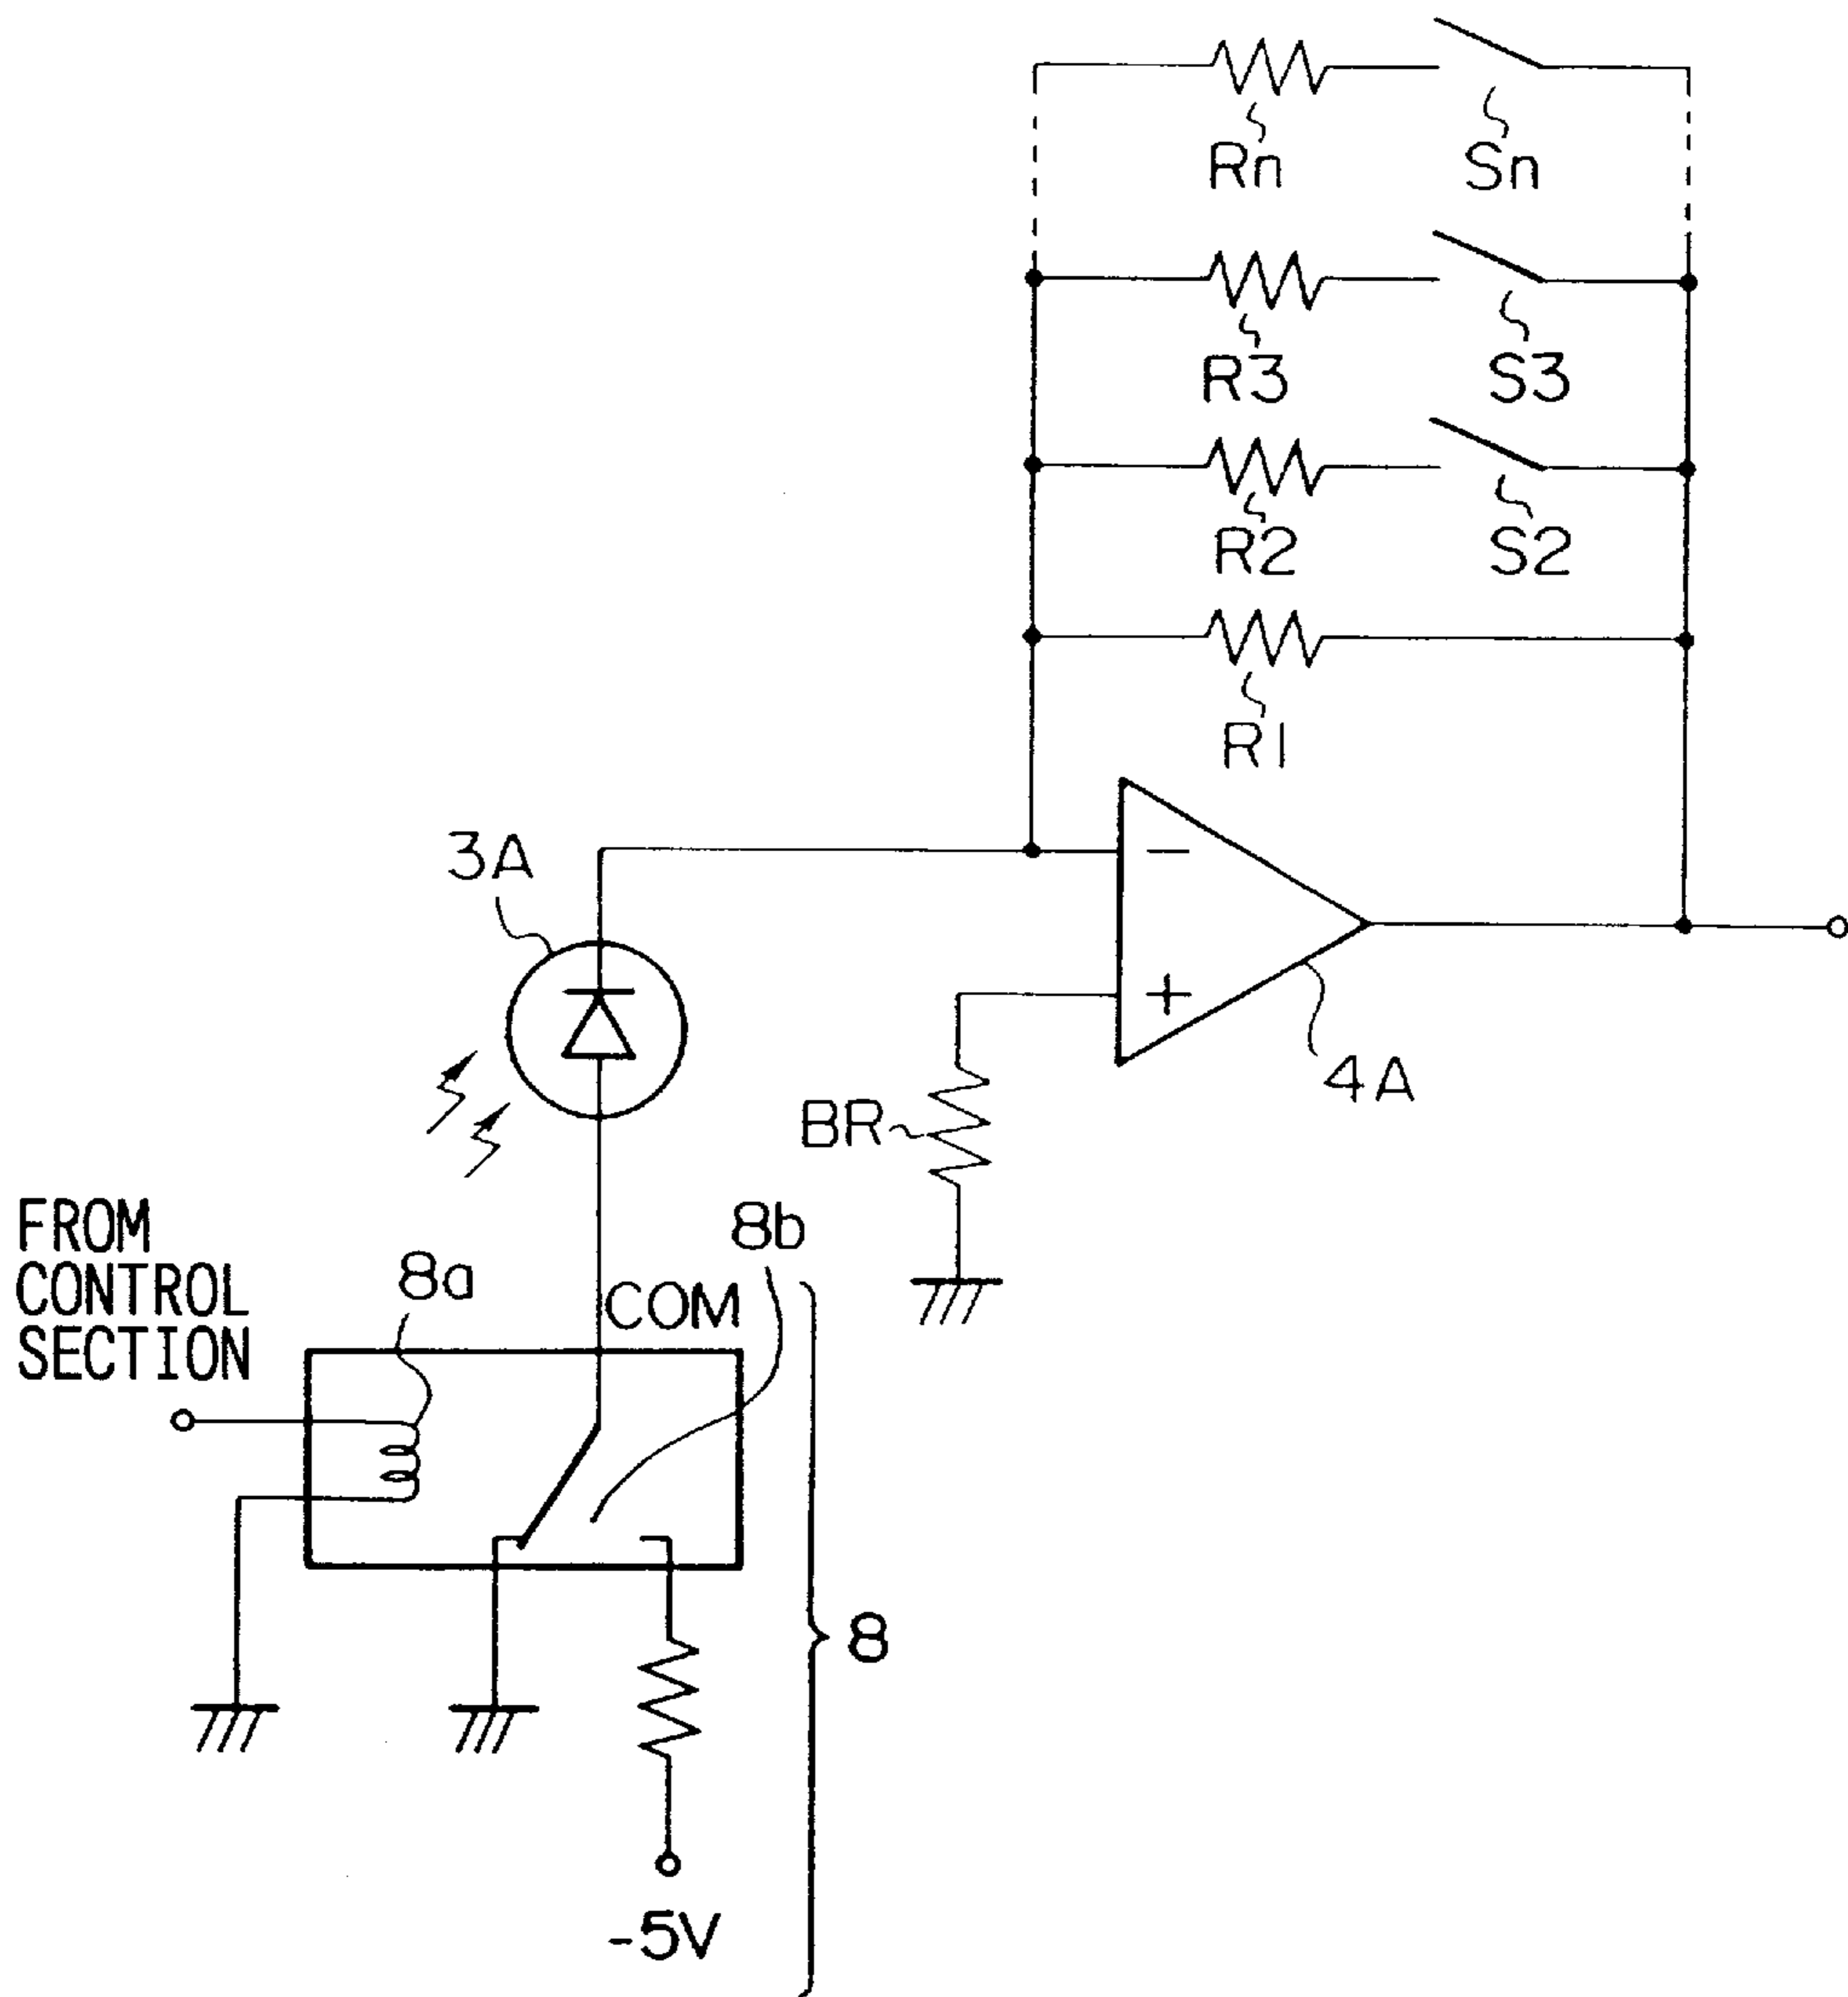 Rn
Sn
R3
S3
R2
S2
R1
3A
−
+
4A
BR
FROM
CONTROL
SECTION
8a
8b
COM
8
-5V